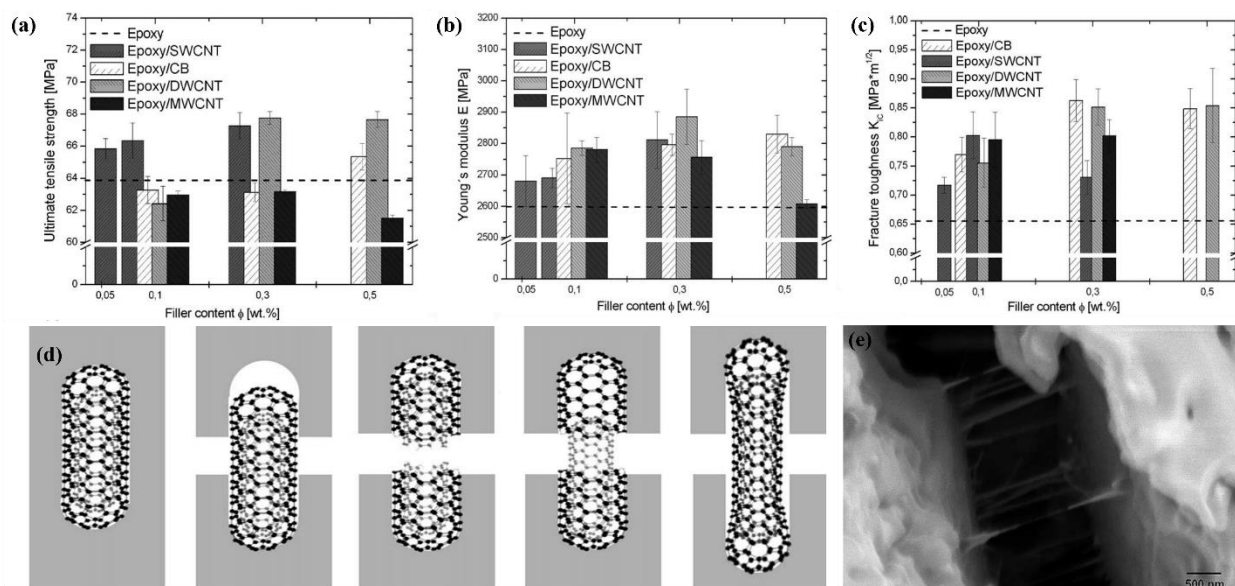 (a)
Ultimate tensile strength [MPa]
74
72
70
68
66
64
62
60
0
Epoxy
Epoxy/SWCNT
Epoxy/CB
Epoxy/DWCNT
Epoxy/MWCNT
0,05
0,1
0,3
0,5
Filler content ϕ [wt.%]
(b)
Young´s modulus E [MPa]
3200
3100
3000
2900
2800
2700
2600
2500
0
Epoxy
Epoxy/SWCNT
Epoxy/CB
Epoxy/DWCNT
Epoxy/MWCNT
0,05
0,1
0,3
0,5
Filler content ϕ [wt.%]
(c)
Fracture toughness K_IC [MPa*m^1/2]
1,00
0,95
0,90
0,85
0,80
0,75
0,70
0,65
0,60
0,0
Epoxy
Epoxy/CB
Epoxy/SWCNT
Epoxy/DWCNT
Epoxy/MWCNT
0,05
0,1
0,3
0,5
Filler content ϕ [wt.%]
(d)
(e)
500 nm